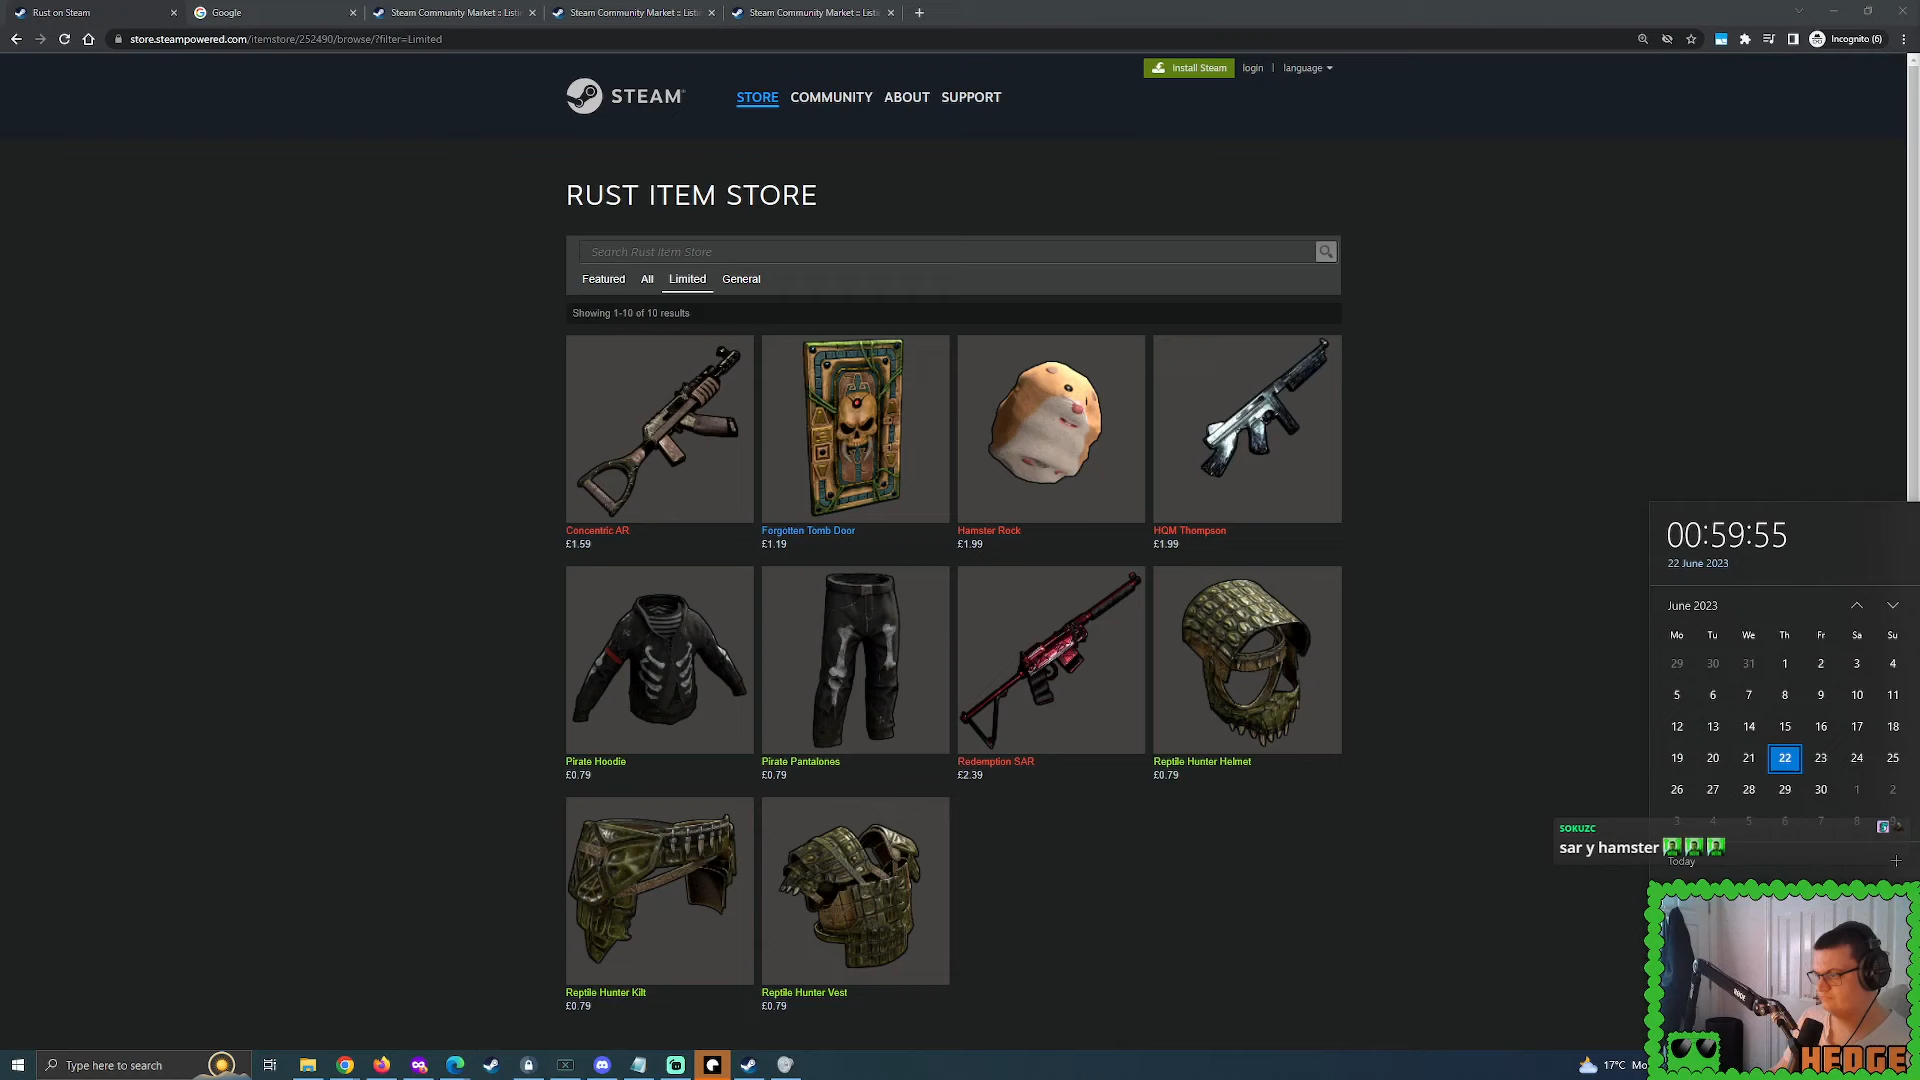 Rust on Steam
Google
Steam Community Market :: Listi
Steam Community Market :: Listi
Steam Community Market :: Listi
store.steampowered.com/itemstore/252490/browse/?filter=Limited
Incognito (6)
Install Steam
login | language
STEAM
STORE COMMUNITY ABOUT SUPPORT
RUST ITEM STORE
Search Rust Item Store
Featured All Limited General
Showing 1-10 of 10 results
Concentric AR
£1.59
Forgotten Tomb Door
£1.19
Hamster Rock
£1.99
HQM Thompson
£1.99
Pirate Hoodie
£0.79
Pirate Pantalones
£0.79
Redemption SAR
£2.39
Reptile Hunter Helmet
£0.79
Reptile Hunter Kilt
£0.79
Reptile Hunter Vest
£0.79
00:59:55
22 June 2023
June 2023
Mo Tu We Th Fr Sa Su
29 30 31 1 2 3 4
5 6 7 8 9 10 11
12 13 14 15 16 17 18
19 20 21 22 23 24 25
26 27 28 29 30 1 2
3 4 5 6 7 8 9
SOKUZC
sar y hamster
Today
Type here to search
17°C Mo
HEDGE